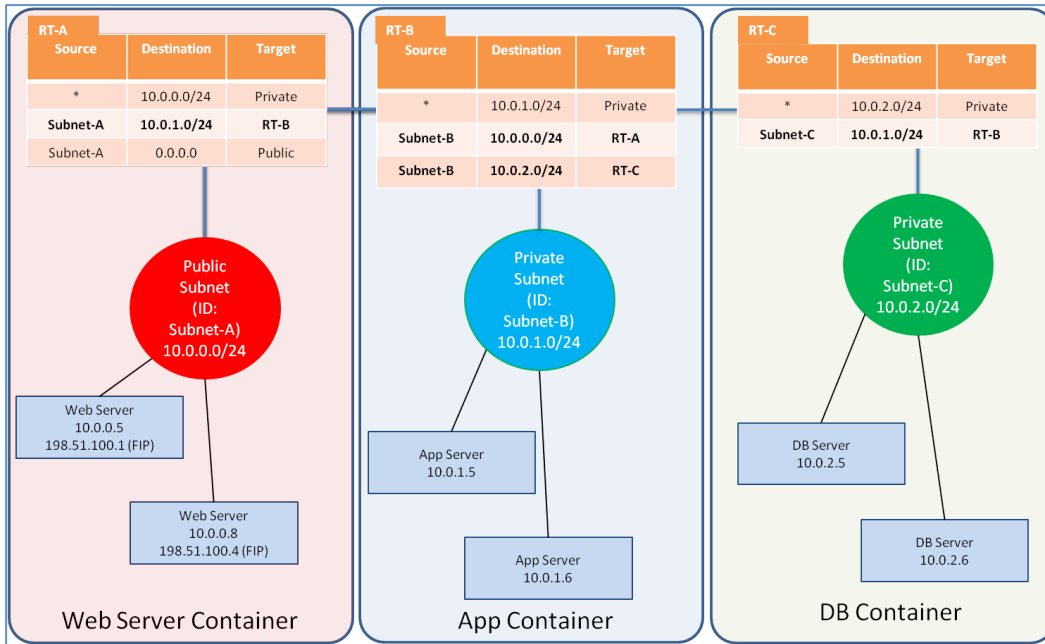 RT-A
Source Destination Target
* 10.0.0.0/24 Private
Subnet-A 10.0.1.0/24 RT-B
Subnet-A 0.0.0.0 Public
Public
Subnet
(ID:
Subnet-A)
10.0.0.0/24
Web Server
10.0.0.5
198.51.100.1 (FIP)
Web Server
10.0.0.8
198.51.100.4 (FIP)
Web Server Container
RT-B
Source Destination Target
* 10.0.1.0/24 Private
Subnet-B 10.0.0.0/24 RT-A
Subnet-B 10.0.2.0/24 RT-C
Private
Subnet
(ID:
Subnet-B)
10.0.1.0/24
App Server
10.0.1.5
App Server
10.0.1.6
App Container
RT-C
Source Destination Target
* 10.0.2.0/24 Private
Subnet-C 10.0.1.0/24 RT-B
Private
Subnet
(ID:
Subnet-C)
10.0.2.0/24
DB Server
10.0.2.5
DB Server
10.0.2.6
DB Container